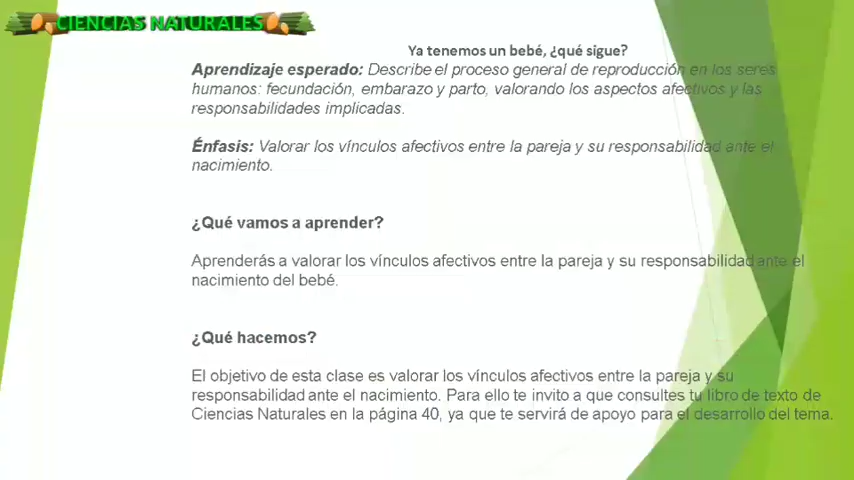 CIENCIAS NATURALES
Ya tenemos un bebé, ¿qué sigue?
Aprendizaje esperado: Describe el proceso general de reproducción en los seres
humanos: fecundación, embarazo y parto, valorando los aspectos afectivos y las
responsabilidades implicadas.
Énfasis: Valorar los vínculos afectivos entre la pareja y su responsabilidad ante el
nacimiento.
¿Qué vamos a aprender?
Aprenderás a valorar los vínculos afectivos entre la pareja y su responsabilidad ante el
nacimiento del bebé.
¿Qué hacemos?
El objetivo de esta clase es valorar los vínculos afectivos entre la pareja y su
responsabilidad ante el nacimiento. Para ello te invito a que consultes tu libro de texto de
Ciencias Naturales en la página 40, ya que te servirá de apoyo para el desarrollo del tema.